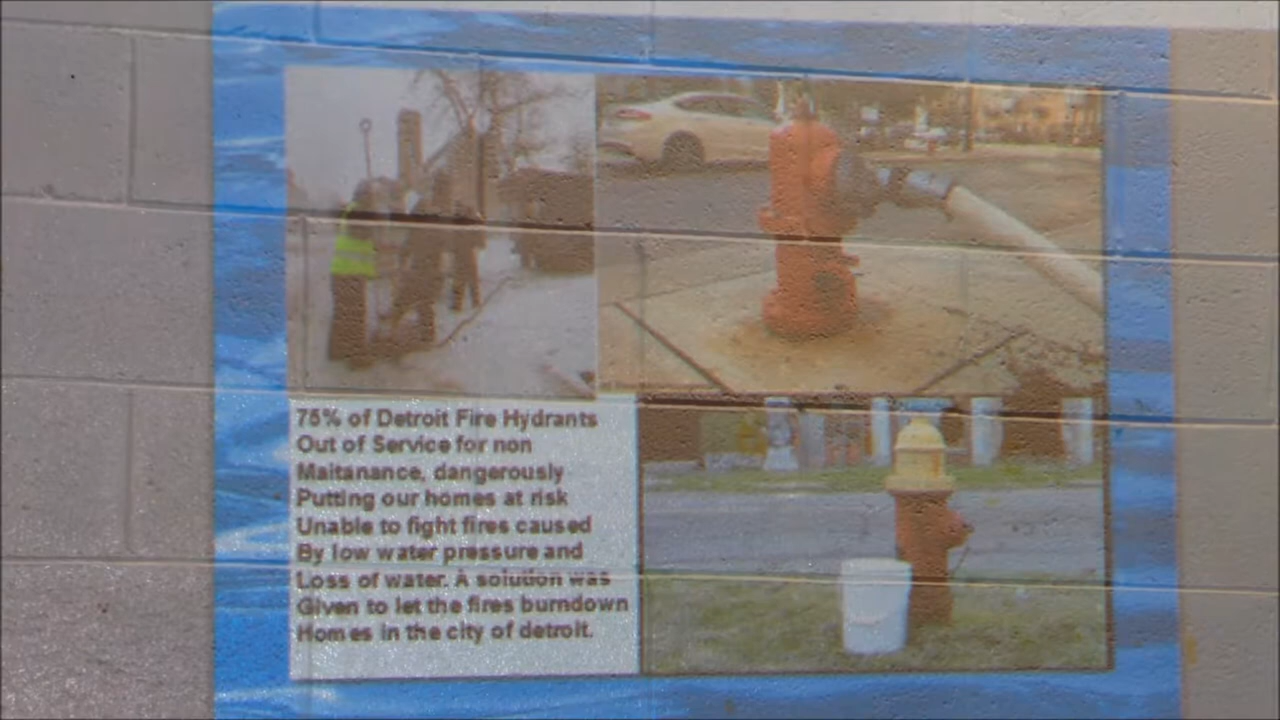 75% of Detroit Fire Hydrants
Out of Service for non
Maitanance, dangerously
Putting our homes at risk
Unable to fight fires caused
By low water pressure and
Loss of water. A solution was
Given to let the fires burndown
Homes in the city of detroit.